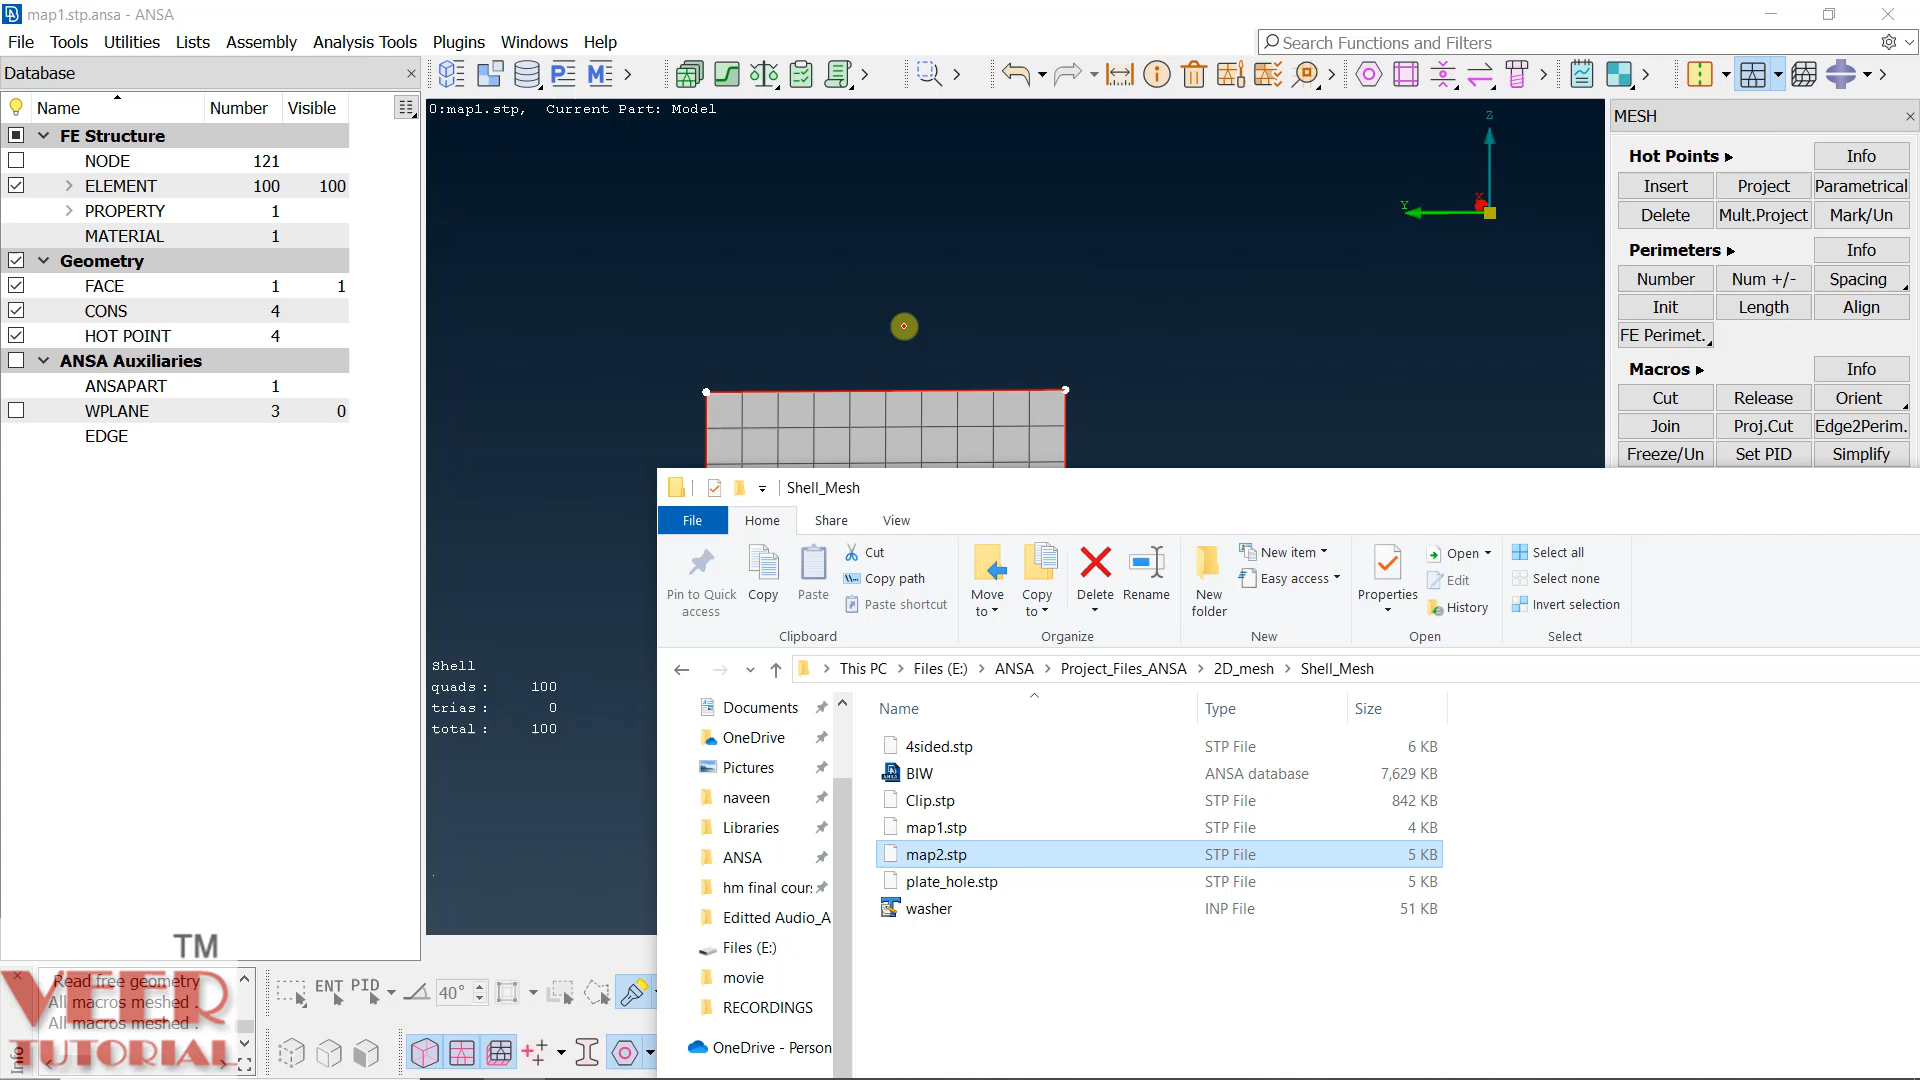 map1.stp.ansa - ANSA
File Tools Utilities Lists Assembly Analysis Tools Plugins Windows Help
Search Functions and Filters
Database
Name Number Visible
FE Structure
NODE 121
ELEMENT 100 100
PROPERTY 1
MATERIAL 1
Geometry
FACE 1 1
CONS 4
HOT POINT 4
ANSA Auxiliaries
ANSAPART 1
WPLANE 3 0
EDGE
0:map1.stp, Current Part: Model
Z
Y
X
Shell
quads : 100
trias : 0
total : 100
MESH
Hot Points Info
Insert Project Parametrical
Delete Mult.Project Mark/Un
Perimeters Info
Number Num +/- Spacing
Init Length Align
FE Perimet.
Macros Info
Cut Release Orient
Join Proj.Cut Edge2Perim.
Freeze/Un Set PID Simplify
Shell_Mesh
File Home Share View
Pin to Quick access
Copy
Paste
Cut
Copy path
Paste shortcut
Clipboard
Move to
Copy to
Delete
Rename
Organize
New folder
New item
Easy access
New
Properties
Open
Edit
History
Open
Select all
Select none
Invert selection
Select
This PC Files (E:) ANSA Project_Files_ANSA 2D_mesh Shell_Mesh
Documents
OneDrive
Pictures
naveen
Libraries
ANSA
hm final cour
Editted Audio_A
Files (E:)
movie
RECORDINGS
OneDrive - Person
Name Type Size
4sided.stp STP File 6 KB
BIW ANSA database 7,629 KB
Clip.stp STP File 842 KB
map1.stp STP File 4 KB
map2.stp STP File 5 KB
plate_hole.stp STP File 5 KB
washer INP File 51 KB
TM
VEER
TUTORIAL
Read free geometry
All macros meshed .
All macros meshed .
Info
ENT PID 40°